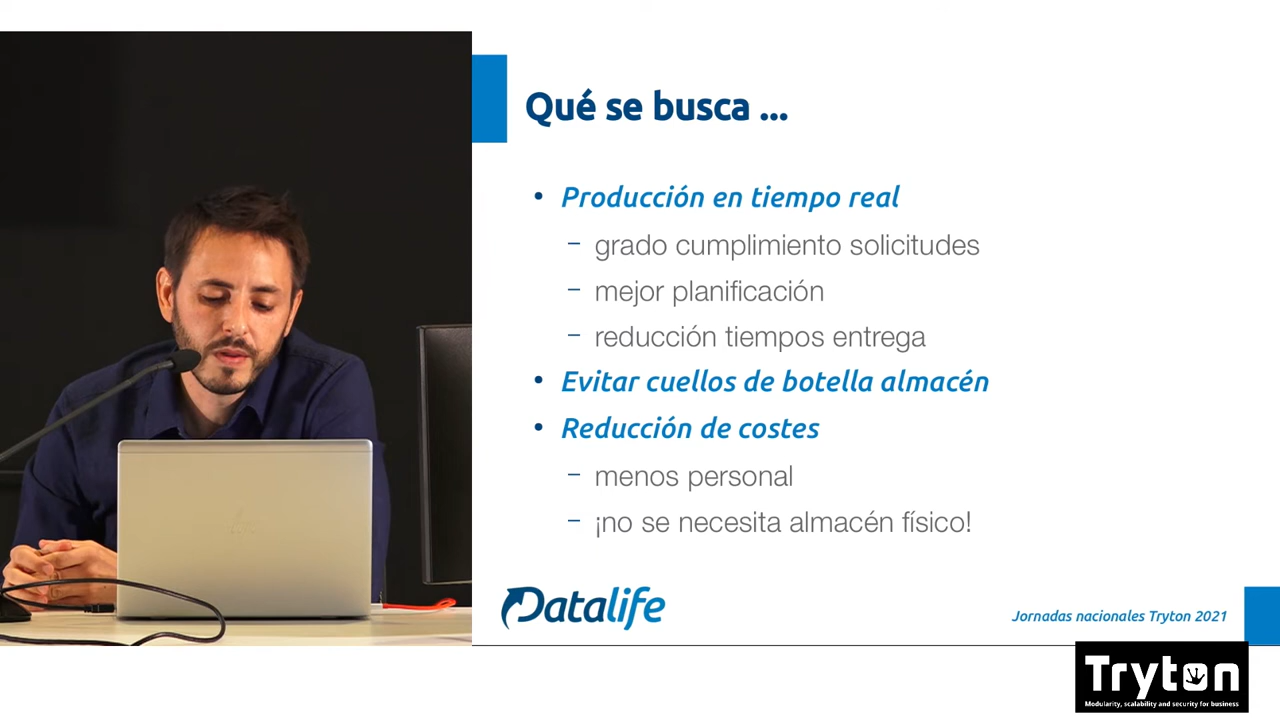 Qué se busca ...
• Producción en tiempo real
– grado cumplimiento solicitudes
– mejor planificación
– reducción tiempos entrega
• Evitar cuellos de botella almacén
• Reducción de costes
– menos personal
– ¡no se necesita almacén físico!
Datalife
Jornadas nacionales Tryton 2021
Tryton
Modularity, scalability and security for business